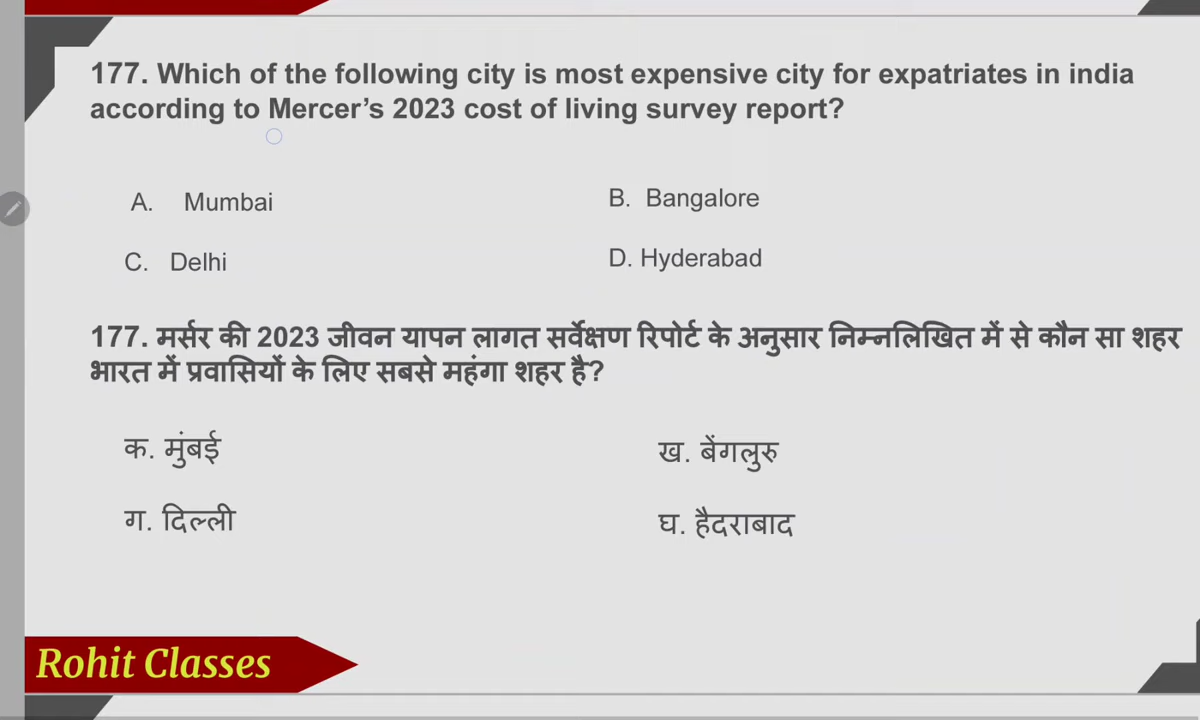 177. Which of the following city is most expensive city for expatriates in india
according to Mercer’s 2023 cost of living survey report?
A. Mumbai
B. Bangalore
C. Delhi
D. Hyderabad
177. मर्सर की 2023 जीवन यापन लागत सर्वेक्षण रिपोर्ट के अनुसार निम्नलिखित में से कौन सा शहर
भारत में प्रवासियों के लिए सबसे महंगा शहर है?
क. मुंबई
ख. बेंगलुरु
ग. दिल्ली
घ. हैदराबाद
Rohit Classes